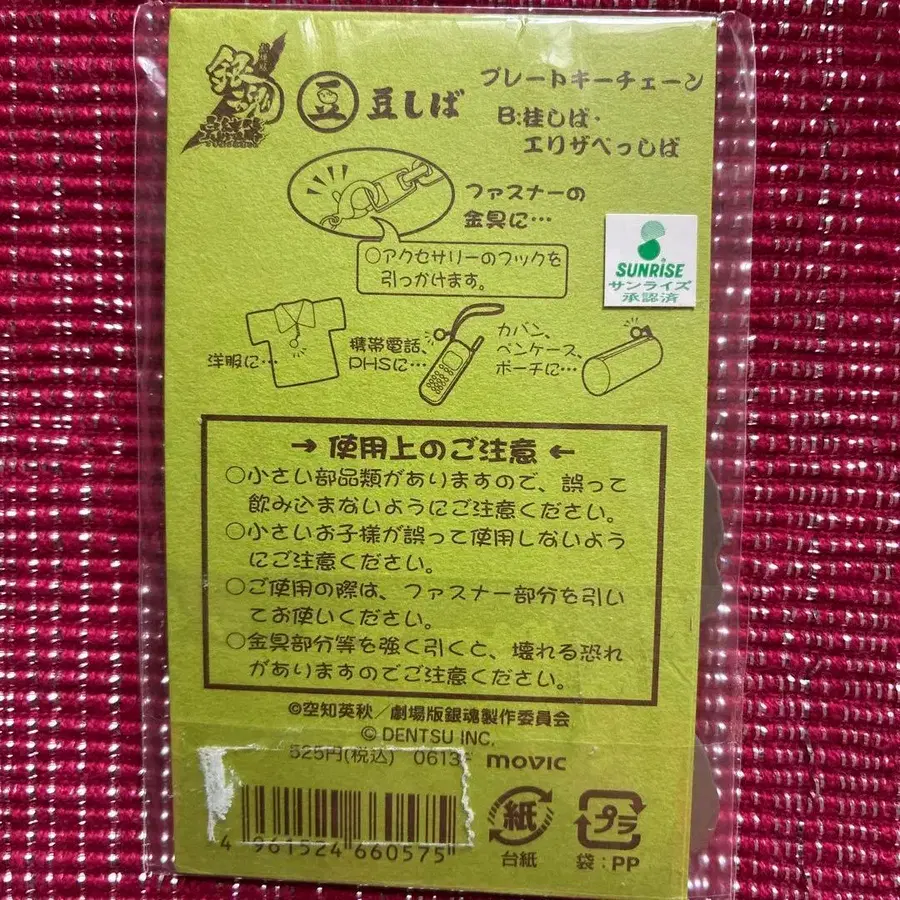 銀魂
豆 豆しば
プレートキーチェーン
B:桂しば・
エリザベっしば
ファスナーの
金具に…
○アクセサリーのフックを
引っかけます。
SUNRISE
サンライズ
承認済
洋服に…
携帯電話、
PHSに…
カバン、
ペンケース、
ポーチに…
→ 使用上のご注意 ←
○小さい部品類がありますので、誤って
飲み込まないようにご注意ください。
○小さいお子様が誤って使用しないよう
にご注意ください。
○ご使用の際は、ファスナー部分を引い
てお使いください。
○金具部分等を強く引くと、壊れる恐れ
がありますのでご注意ください。
©空知英秋／劇場版銀魂製作委員会
© DENTSU INC.
525円(税込) 0613- movic
4 961524 660575
紙
台紙
プラ
袋：PP